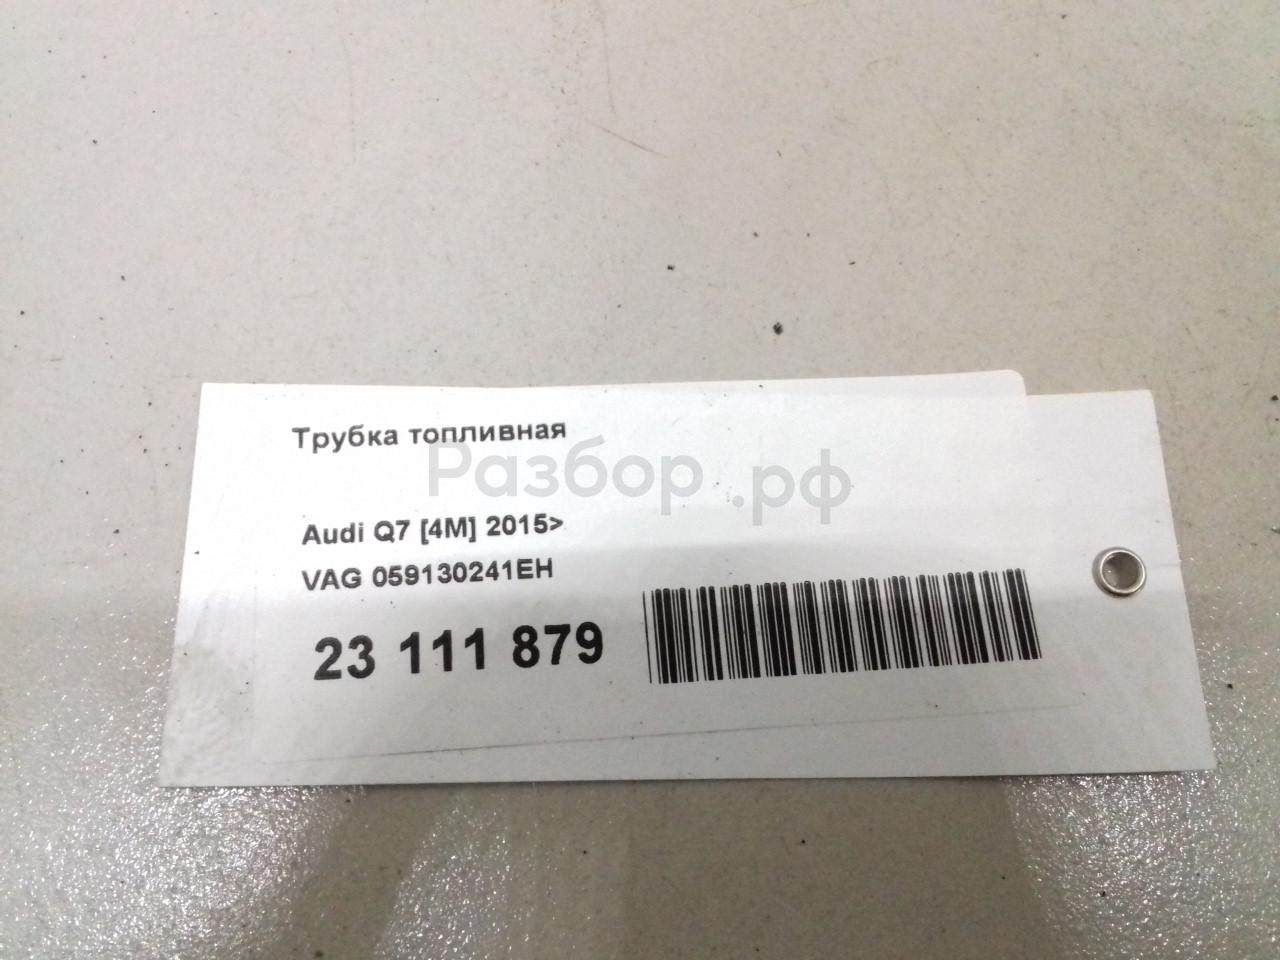 Трубка топливная
Разбор.рф
Audi Q7 [4M] 2015>
VAG 059130241EH
23 111 879